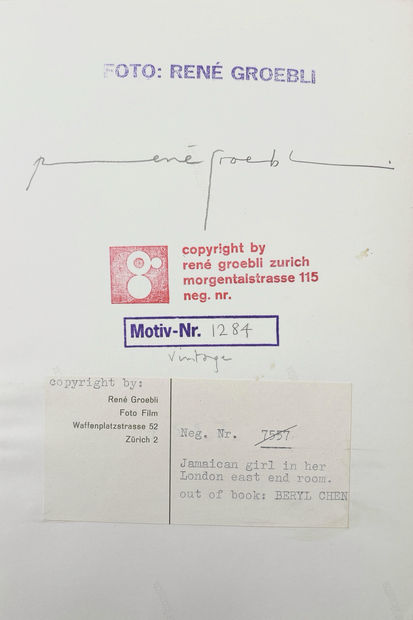 FOTO: RENÉ GROEBLI
rené groebli.
copyright by
rené groebli zurich
morgentalstrasse 115
neg. nr.
Motiv-Nr. 1284
vintage
copyright by:
René Groebli
Foto Film
Waffenplatzstrasse 52
Zürich 2
Neg. Nr. 7557
Jamaican girl in her
London east end room.
out of book: BERYL CHEN